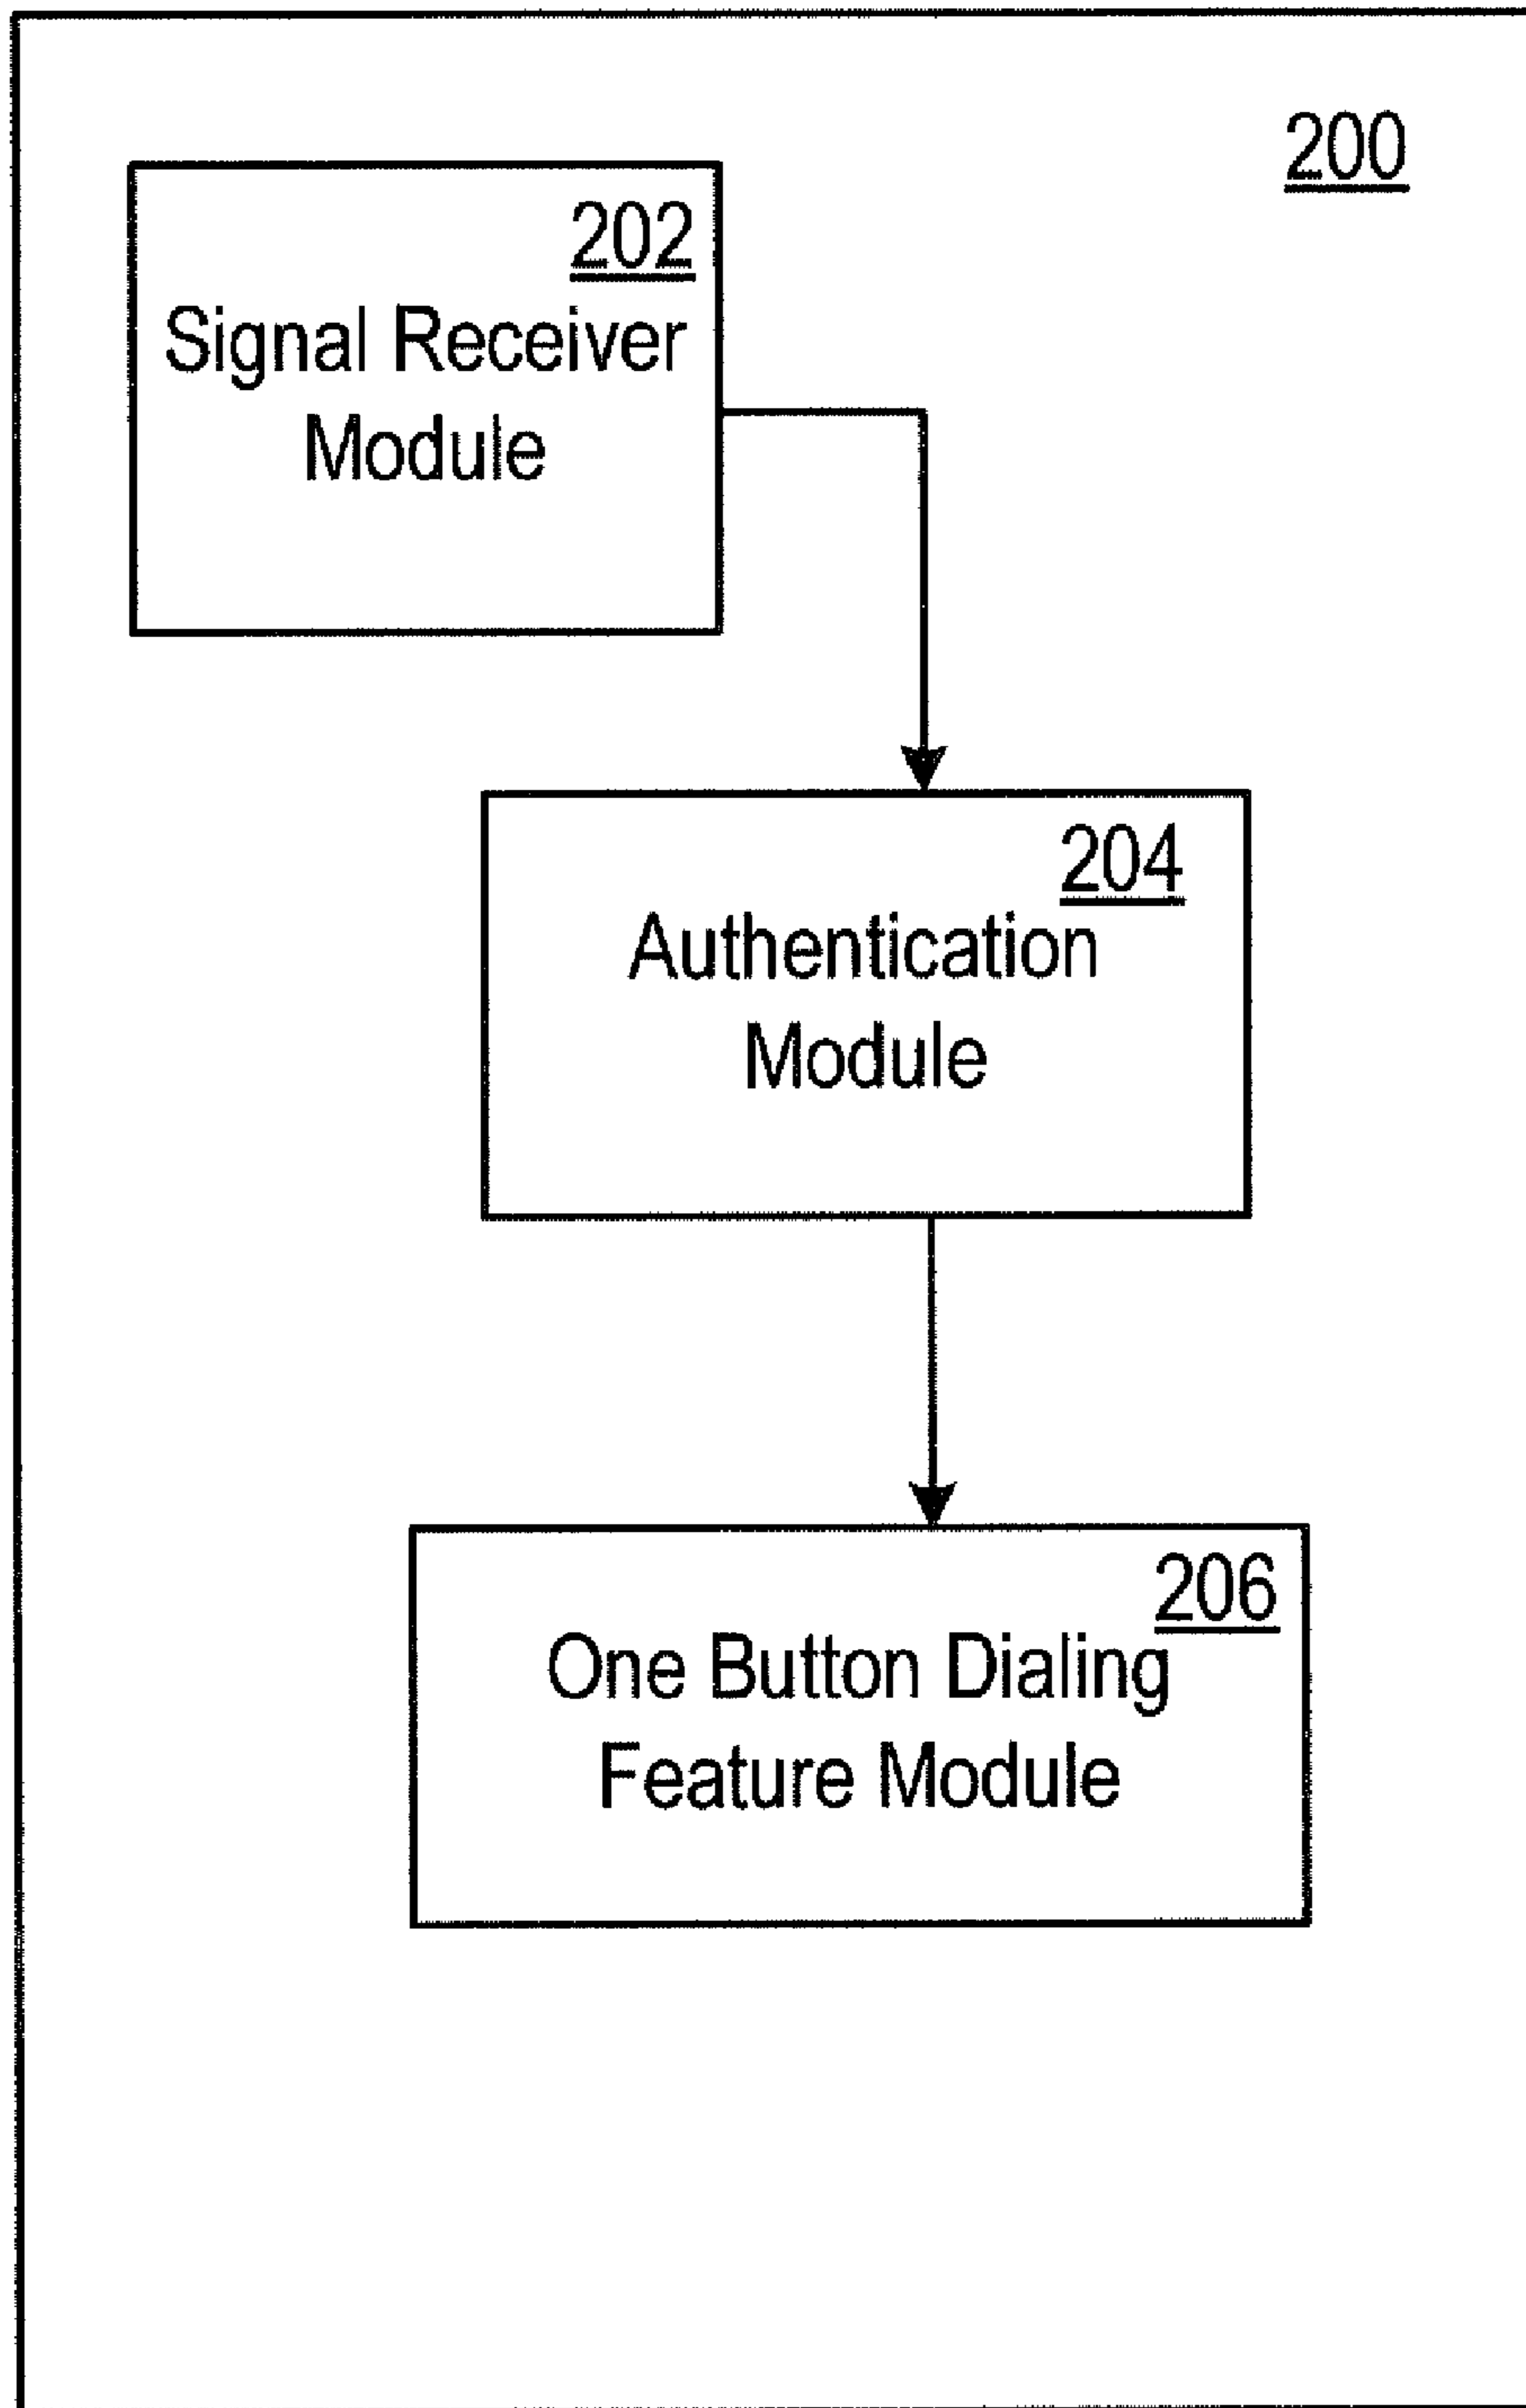 200
202
Signal Receiver
Module
204
Authentication
Module
206
One Button Dialing
Feature Module